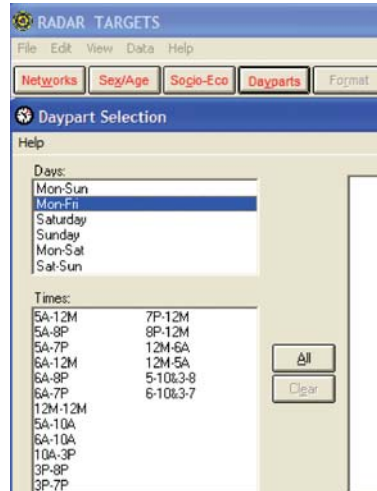 RADAR TARGETS
File Edit View Data Help
Networks Sex/Age Socio-Eco Dayparts Format
Daypart Selection
Help
Days:
Mon-Sun
Mon-Fri
Saturday
Sunday
Mon-Sat
Sat-Sun
Times:
5A-12M 7P-12M
5A-8P 8P-12M
5A-7P 12M-6A
6A-12M 12M-5A
6A-8P 5-10&3-8
6A-7P 6-10&3-7
12M-12M
5A-10A
6A-10A
10A-3P
3P-8P
3P-7P
All
Clear